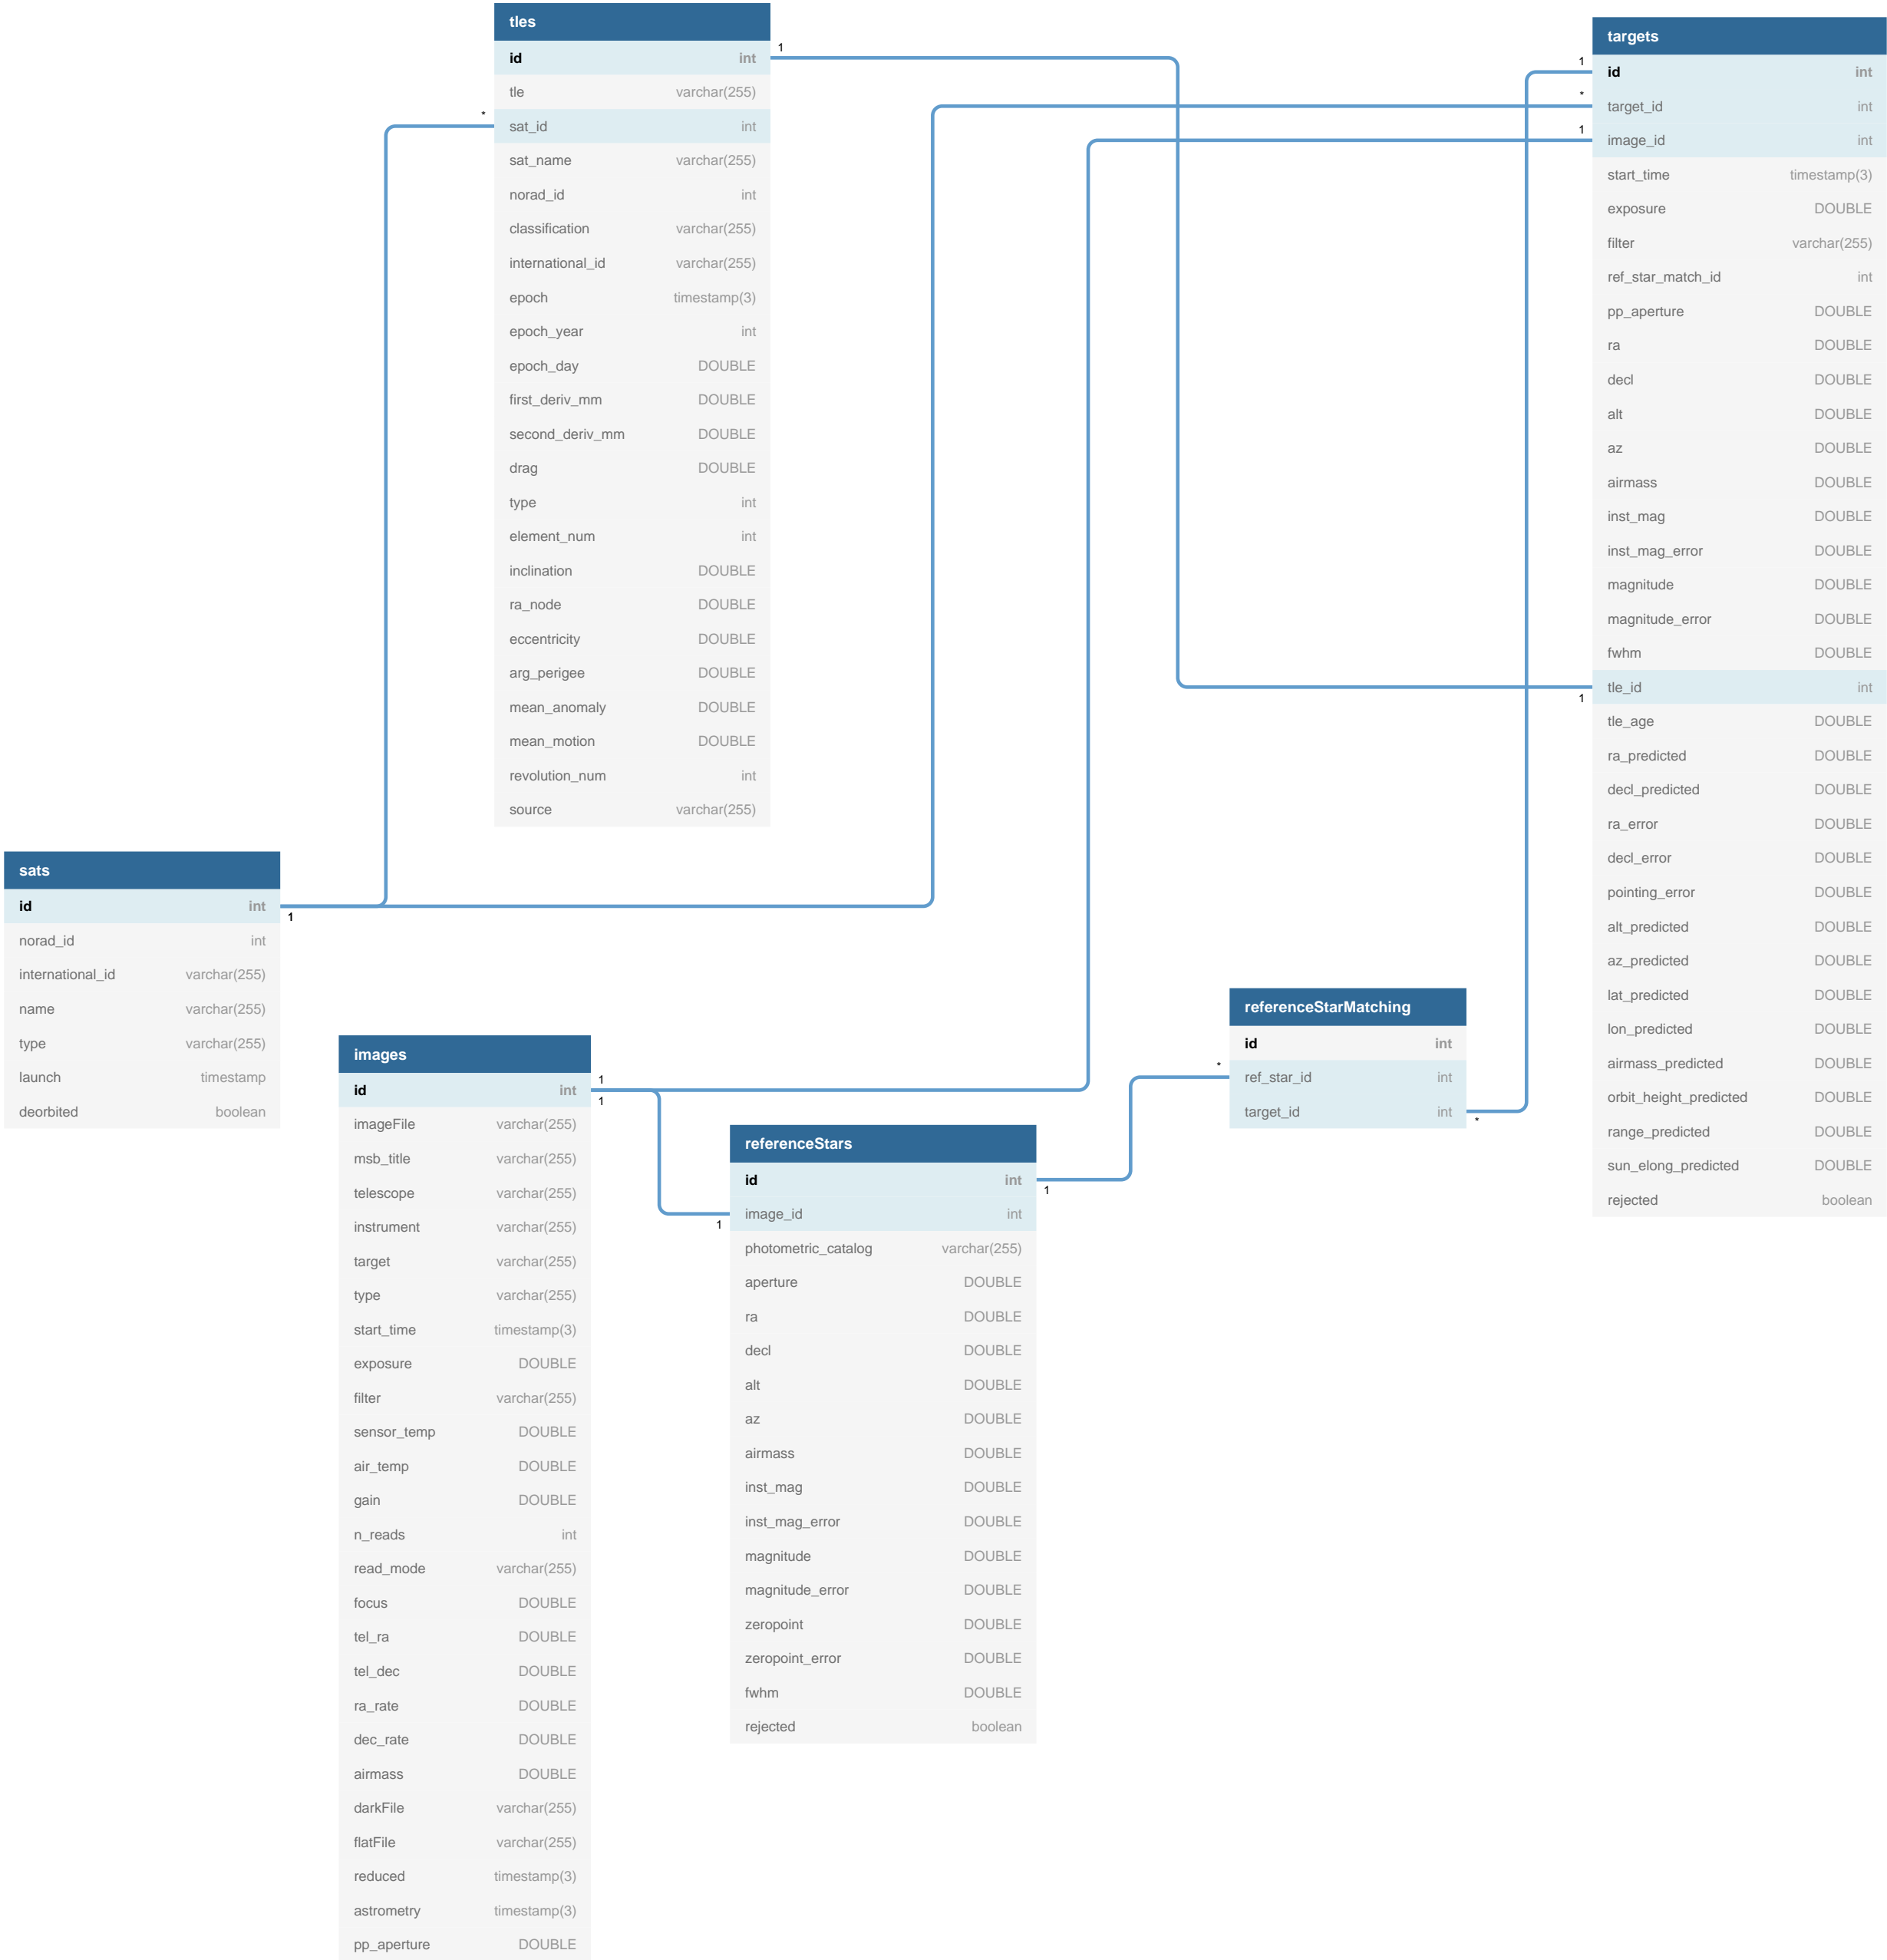 tles
id int
tle varchar(255)
sat_id int
sat_name varchar(255)
norad_id int
classification varchar(255)
international_id varchar(255)
epoch timestamp(3)
epoch_year int
epoch_day DOUBLE
first_deriv_mm DOUBLE
second_deriv_mm DOUBLE
drag DOUBLE
type int
element_num int
inclination DOUBLE
ra_node DOUBLE
eccentricity DOUBLE
arg_perigee DOUBLE
mean_anomaly DOUBLE
mean_motion DOUBLE
revolution_num int
source varchar(255)
1
*
targets
id int
target_id int
image_id int
start_time timestamp(3)
exposure DOUBLE
filter varchar(255)
ref_star_match_id int
pp_aperture DOUBLE
ra DOUBLE
decl DOUBLE
alt DOUBLE
az DOUBLE
airmass DOUBLE
inst_mag DOUBLE
inst_mag_error DOUBLE
magnitude DOUBLE
magnitude_error DOUBLE
fwhm DOUBLE
tle_id int
tle_age DOUBLE
ra_predicted DOUBLE
decl_predicted DOUBLE
ra_error DOUBLE
decl_error DOUBLE
pointing_error DOUBLE
alt_predicted DOUBLE
az_predicted DOUBLE
lat_predicted DOUBLE
lon_predicted DOUBLE
airmass_predicted DOUBLE
orbit_height_predicted DOUBLE
range_predicted DOUBLE
sun_elong_predicted DOUBLE
rejected boolean
1
*
1
1
sats
id int
norad_id int
international_id varchar(255)
name varchar(255)
type varchar(255)
launch timestamp
deorbited boolean
1
images
id int
imageFile varchar(255)
msb_title varchar(255)
telescope varchar(255)
instrument varchar(255)
target varchar(255)
type varchar(255)
start_time timestamp(3)
exposure DOUBLE
filter varchar(255)
sensor_temp DOUBLE
air_temp DOUBLE
gain DOUBLE
n_reads int
read_mode varchar(255)
focus DOUBLE
tel_ra DOUBLE
tel_dec DOUBLE
ra_rate DOUBLE
dec_rate DOUBLE
airmass DOUBLE
darkFile varchar(255)
flatFile varchar(255)
reduced timestamp(3)
astrometry timestamp(3)
pp_aperture DOUBLE
1
1
referenceStars
id int
image_id int
photometric_catalog varchar(255)
aperture DOUBLE
ra DOUBLE
decl DOUBLE
alt DOUBLE
az DOUBLE
airmass DOUBLE
inst_mag DOUBLE
inst_mag_error DOUBLE
magnitude DOUBLE
magnitude_error DOUBLE
zeropoint DOUBLE
zeropoint_error DOUBLE
fwhm DOUBLE
rejected boolean
1
1
referenceStarMatching
id int
ref_star_id int
target_id int
*
*